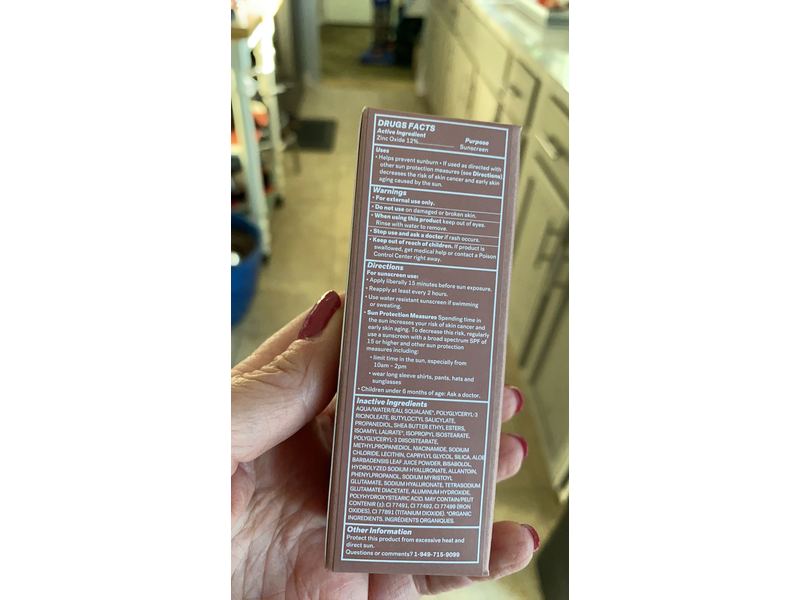 DRUGS FACTS
Active Ingredient Purpose
Zinc Oxide 12%.................. Sunscreen
Uses
• Helps prevent sunburn • If used as directed with
other sun protection measures (see Directions)
decreases the risk of skin cancer and early skin
aging caused by the sun.
Warnings
• For external use only.
• Do not use on damaged or broken skin.
• When using this product keep out of eyes.
Rinse with water to remove.
• Stop use and ask a doctor if rash occurs.
• Keep out of reach of children. If product is
swallowed, get medical help or contact a Poison
Control Center right away.
Directions
For sunscreen use:
• Apply liberally 15 minutes before sun exposure.
• Reapply at least every 2 hours.
• Use water resistant sunscreen if swimming
or sweating.
• Sun Protection Measures Spending time in
the sun increases your risk of skin cancer and
early skin aging. To decrease this risk, regularly
use a sunscreen with a broad spectrum SPF of
15 or higher and other sun protection
measures including:
• limit time in the sun, especially from
10am - 2pm
• wear long sleeve shirts, pants, hats and
sunglasses
• Children under 6 months of age: Ask a doctor.
Inactive Ingredients
AQUA/WATER/EAU, SQUALANE*, POLYGLYCERYL-3
RICINOLEATE, BUTYLOCTYL SALICYLATE,
PROPANEDIOL, SHEA BUTTER ETHYL ESTERS,
ISOAMYL LAURATE*, ISOPROPYL ISOSTEARATE,
POLYGLYCERYL-3 DIISOSTEARATE,
METHYLPROPANEDIOL, NIACINAMIDE, SODIUM
CHLORIDE, LECITHIN, CAPRYLYL GLYCOL, SILICA, ALOE
BARBADENSIS LEAF JUICE POWDER, BISABOLOL,
HYDROLYZED SODIUM HYALURONATE, ALLANTOIN,
PHENYLPROPANOL, SODIUM MYRISTOYL
GLUTAMATE, SODIUM HYALURONATE, TETRASODIUM
GLUTAMATE DIACETATE, ALUMINUM HYDROXIDE,
POLYHYDROXYSTEARIC ACID. MAY CONTAIN/PEUT
CONTENIR (±): CI 77491, CI 77492, CI 77499 (IRON
OXIDES), CI 77891 (TITANIUM DIOXIDE). *ORGANIC
INGREDIENTS. INGRÉDIENTS ORGANIQUES.
Other Information
Protect this product from excessive heat and
direct sun.
Questions or comments? 1-949-715-9099